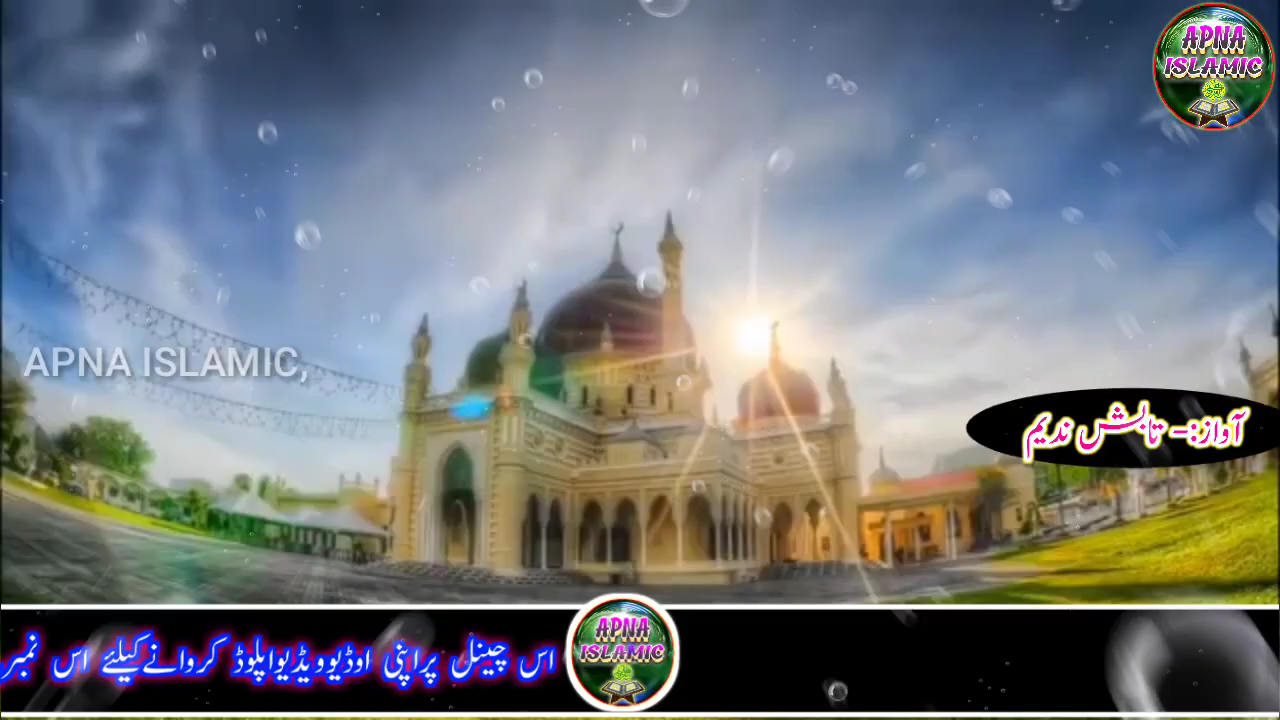 APNA
ISLAMIC
APNA ISLAMIC,
آواز:- تابش ندیم
اس چینل پر اپنی اوڈیو ویڈیو اپلوڈ کروانے کیلئے اس نمبر
APNA
ISLAMIC